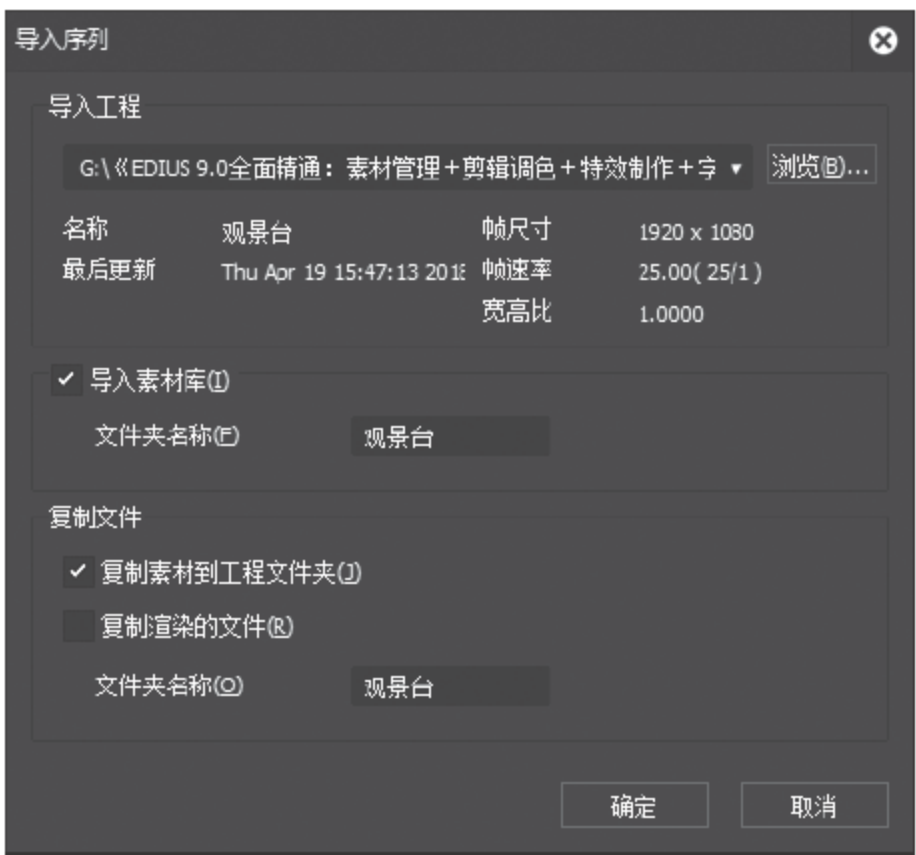 导入序列
导入工程
G:\《EDIUS 9.0全面精通：素材管理+剪辑调色+特效制作+字 浏览(B)...
名称 观景台 帧尺寸 1920 x 1080
最后更新 Thu Apr 19 15:47:13 2018 帧速率 25.00( 25/1 )
宽高比 1.0000
导入素材库(I)
文件夹名称(F) 观景台
复制文件
复制素材到工程文件夹(J)
复制渲染的文件(R)
文件夹名称(O) 观景台
确定 取消